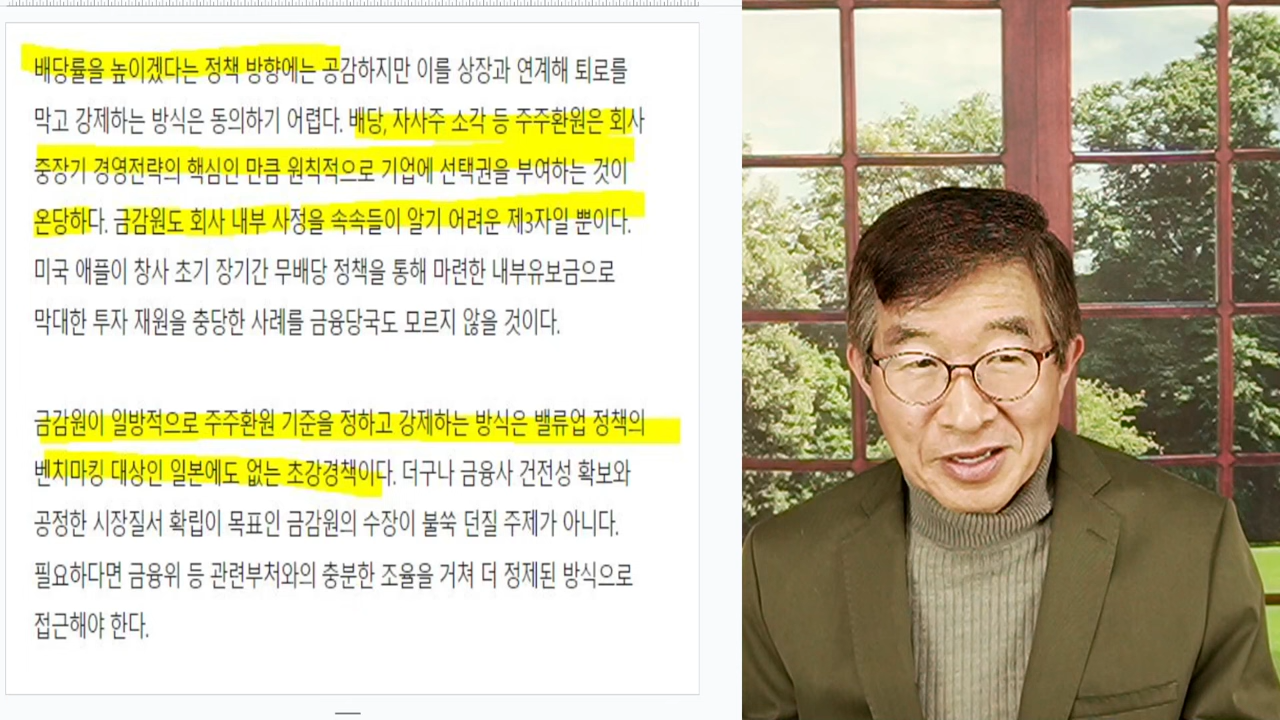 배당률을 높이겠다는 정책 방향에는 공감하지만 이를 상장과 연계해 퇴로를
막고 강제하는 방식은 동의하기 어렵다. 배당, 자사주 소각 등 주주환원은 회사
중장기 경영전략의 핵심인 만큼 원칙적으로 기업에 선택권을 부여하는 것이
온당하다. 금감원도 회사 내부 사정을 속속들이 알기 어려운 제3자일 뿐이다.
미국 애플이 창사 초기 장기간 무배당 정책을 통해 마련한 내부유보금으로
막대한 투자 재원을 충당한 사례를 금융당국도 모르지 않을 것이다.
금감원이 일방적으로 주주환원 기준을 정하고 강제하는 방식은 밸류업 정책의
벤치마킹 대상인 일본에도 없는 초강경책이다. 더구나 금융사 건전성 확보와
공정한 시장질서 확립이 목표인 금감원의 수장이 불쑥 던질 주제가 아니다.
필요하다면 금융위 등 관련부처와의 충분한 조율을 거쳐 더 정제된 방식으로
접근해야 한다.